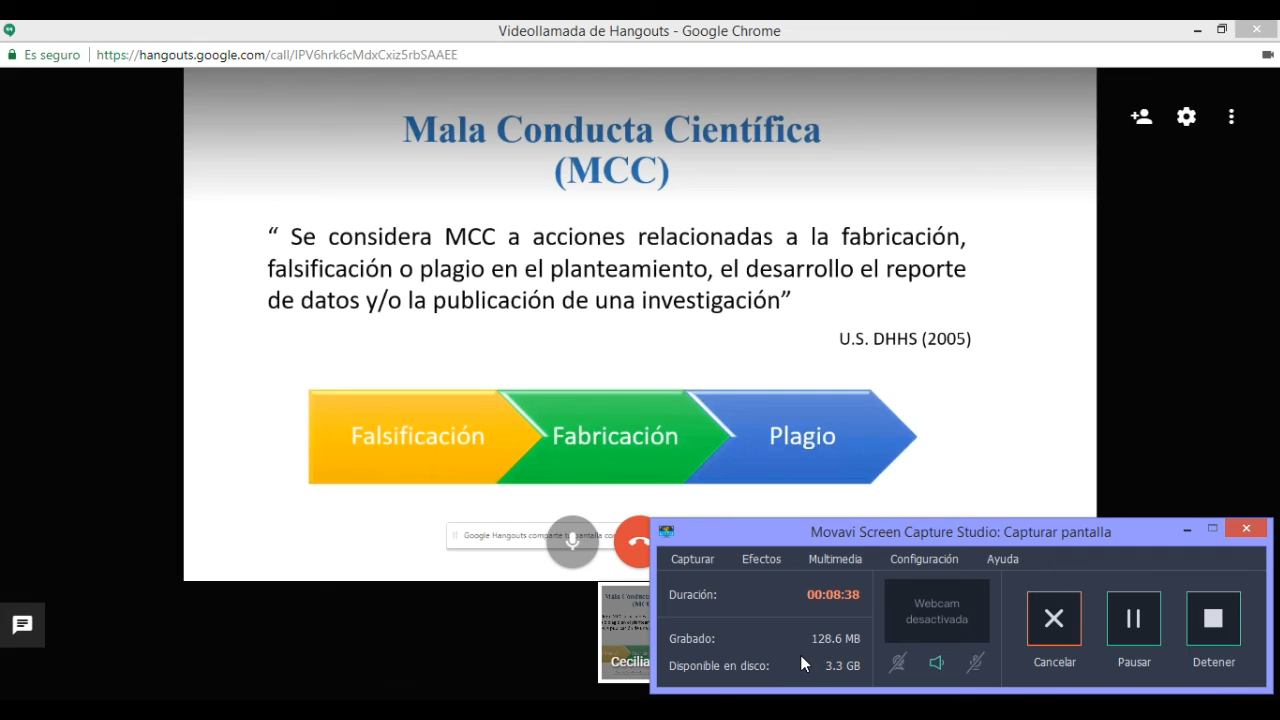 Videollamada de Hangouts - Google Chrome
Es seguro https://hangouts.google.com/call/IPV6hrk6cMdxCxiz5rbSAAEE
Mala Conducta Científica
(MCC)
“ Se considera MCC a acciones relacionadas a la fabricación,
falsificación o plagio en el planteamiento, el desarrollo el reporte
de datos y/o la publicación de una investigación”
U.S. DHHS (2005)
Falsificación Fabricación Plagio
Google Hangouts comparte tu pantalla
Cecilia
Movavi Screen Capture Studio: Capturar pantalla
Capturar Efectos Multimedia Configuración Ayuda
Duración: 00:08:38
Webcam
desactivada
Grabado: 128.6 MB
Disponible en disco: 3.3 GB
Cancelar Pausar Detener